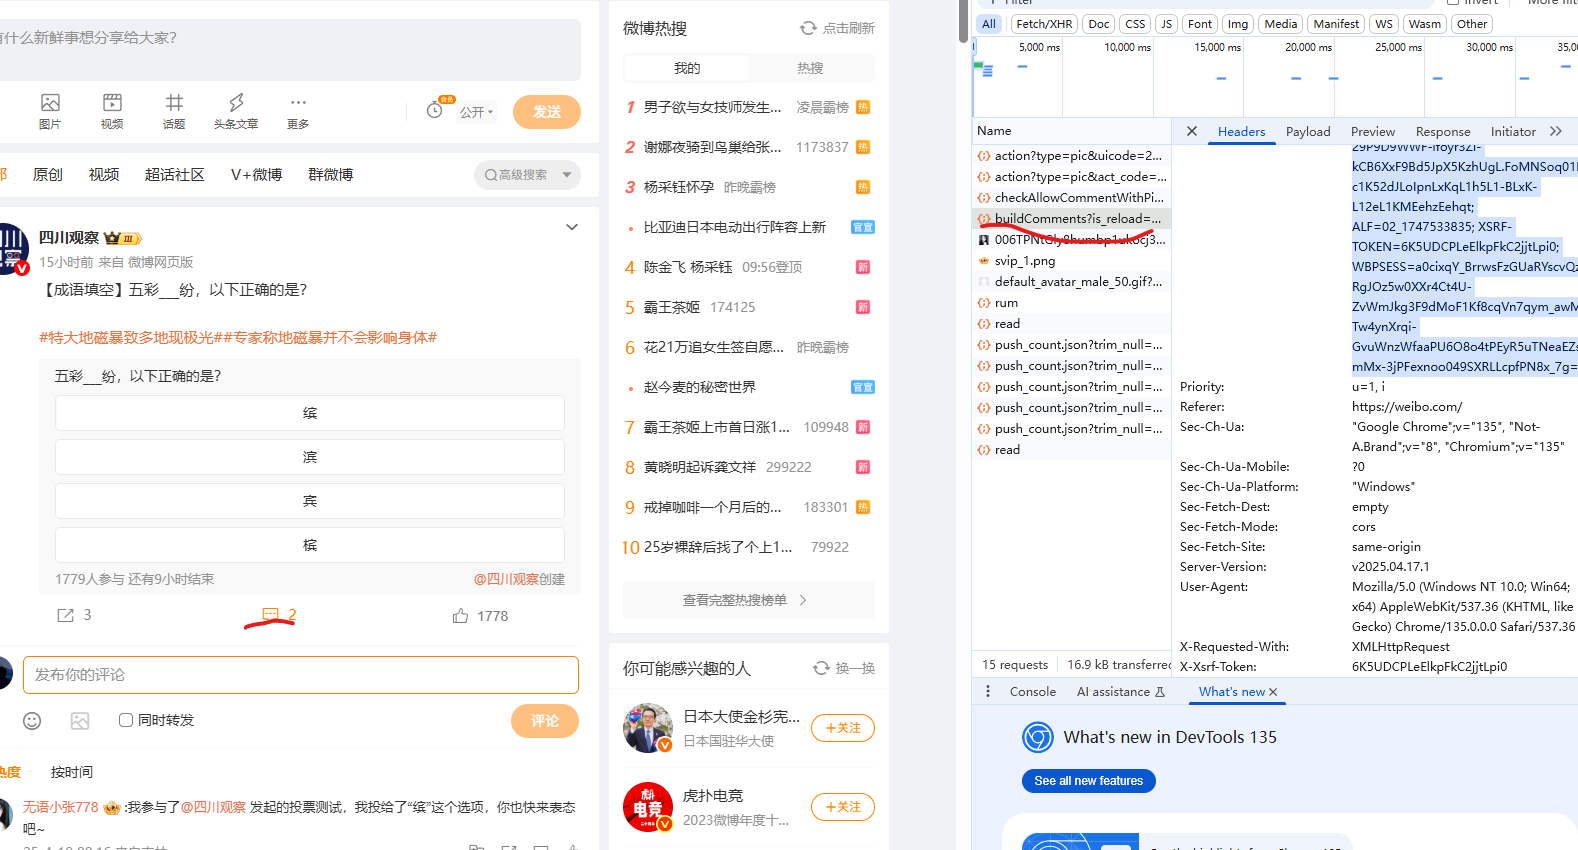 有什么新鲜事想分享给大家?
图片
视频
话题
头条文章
更多
会员
公开
发送
原创
视频
超话社区
V+微博
群微博
高级搜索
四川观察
III
15小时前 来自 微博网页版
【成语填空】五彩___纷，以下正确的是?
#特大地磁暴致多地现极光##专家称地磁暴并不会影响身体#
五彩___纷，以下正确的是?
缤
滨
宾
槟
1779人参与 还有9小时结束
@四川观察创建
3
2
1778
发布你的评论
同时转发
评论
热度
按时间
无语小张778 :我参与了@四川观察 发起的投票测试，我投给了“缤”这个选项，你也快来表态
吧~
微博热搜
点击刷新
我的
热搜
1 男子欲与女技师发生... 凌晨霸榜 热
2 谢娜夜骑到鸟巢给张... 1173837 热
3 杨采钰怀孕 昨晚霸榜 热
• 比亚迪日本电动出行阵容上新 官宣
4 陈金飞 杨采钰 09:56登顶 新
5 霸王茶姬 174125 新
6 花21万追女生签自愿... 昨晚霸榜
• 赵今麦的秘密世界 官宣
7 霸王茶姬上市首日涨1... 109948 新
8 黄晓明起诉龚文祥 299222 新
9 戒掉咖啡一个月后的... 183301 热
10 25岁裸辞后找了个上1... 79922
查看完整热搜榜单
你可能感兴趣的人
换一换
日本大使金杉宪...
日本国驻华大使
+关注
虎扑电竞
2023微博年度十...
+关注
Filter
Invert
More filt
All
Fetch/XHR
Doc
CSS
JS
Font
Img
Media
Manifest
WS
Wasm
Other
5,000 ms
10,000 ms
15,000 ms
20,000 ms
25,000 ms
30,000 ms
35,0
Name
Headers
Payload
Preview
Response
Initiator
action?type=pic&uicode=2...
action?type=pic&act_code=...
checkAllowCommentWithPi...
buildComments?is_reload=...
006TPNtGly8humbp1ukocj3...
svip_1.png
default_avatar_male_50.gif?...
rum
read
push_count.json?trim_null=...
push_count.json?trim_null=...
push_count.json?trim_null=...
push_count.json?trim_null=...
push_count.json?trim_null=...
read
kCB6XxF9Bd5JpX5KzhUgL.FoMNSoq01
c1K52dJLoIpnLxKqL1h5L1-BLxK-
L12eL1KMEehzEehqt;
ALF=02_1747533835; XSRF-
TOKEN=6K5UDCPLeElkpFkC2jjtLpi0;
WBPSESS=a0cixqY_BrrwsFzGUaRYscvQz
RgJOz5w0XXr4Ct4U-
ZvWmJkg3F9dMoF1Kf8cqVn7qym_awM
Tw4ynXrqi-
GvuWnzWfaaPU6O8o4tPEyR5uTNeaEZs
mMx-3jPFexnoo049SXRLLcpfPN8x_7g=
Priority: u=1, i
Referer: https://weibo.com/
Sec-Ch-Ua: "Google Chrome";v="135", "Not-
A.Brand";v="8", "Chromium";v="135"
Sec-Ch-Ua-Mobile: ?0
Sec-Ch-Ua-Platform: "Windows"
Sec-Fetch-Dest: empty
Sec-Fetch-Mode: cors
Sec-Fetch-Site: same-origin
Server-Version: v2025.04.17.1
User-Agent: Mozilla/5.0 (Windows NT 10.0; Win64;
x64) AppleWebKit/537.36 (KHTML, like
Gecko) Chrome/135.0.0.0 Safari/537.36
X-Requested-With: XMLHttpRequest
X-Xsrf-Token: 6K5UDCPLeElkpFkC2jjtLpi0
15 requests
16.9 kB transferred
Console
AI assistance
What's new
What's new in DevTools 135
See all new features